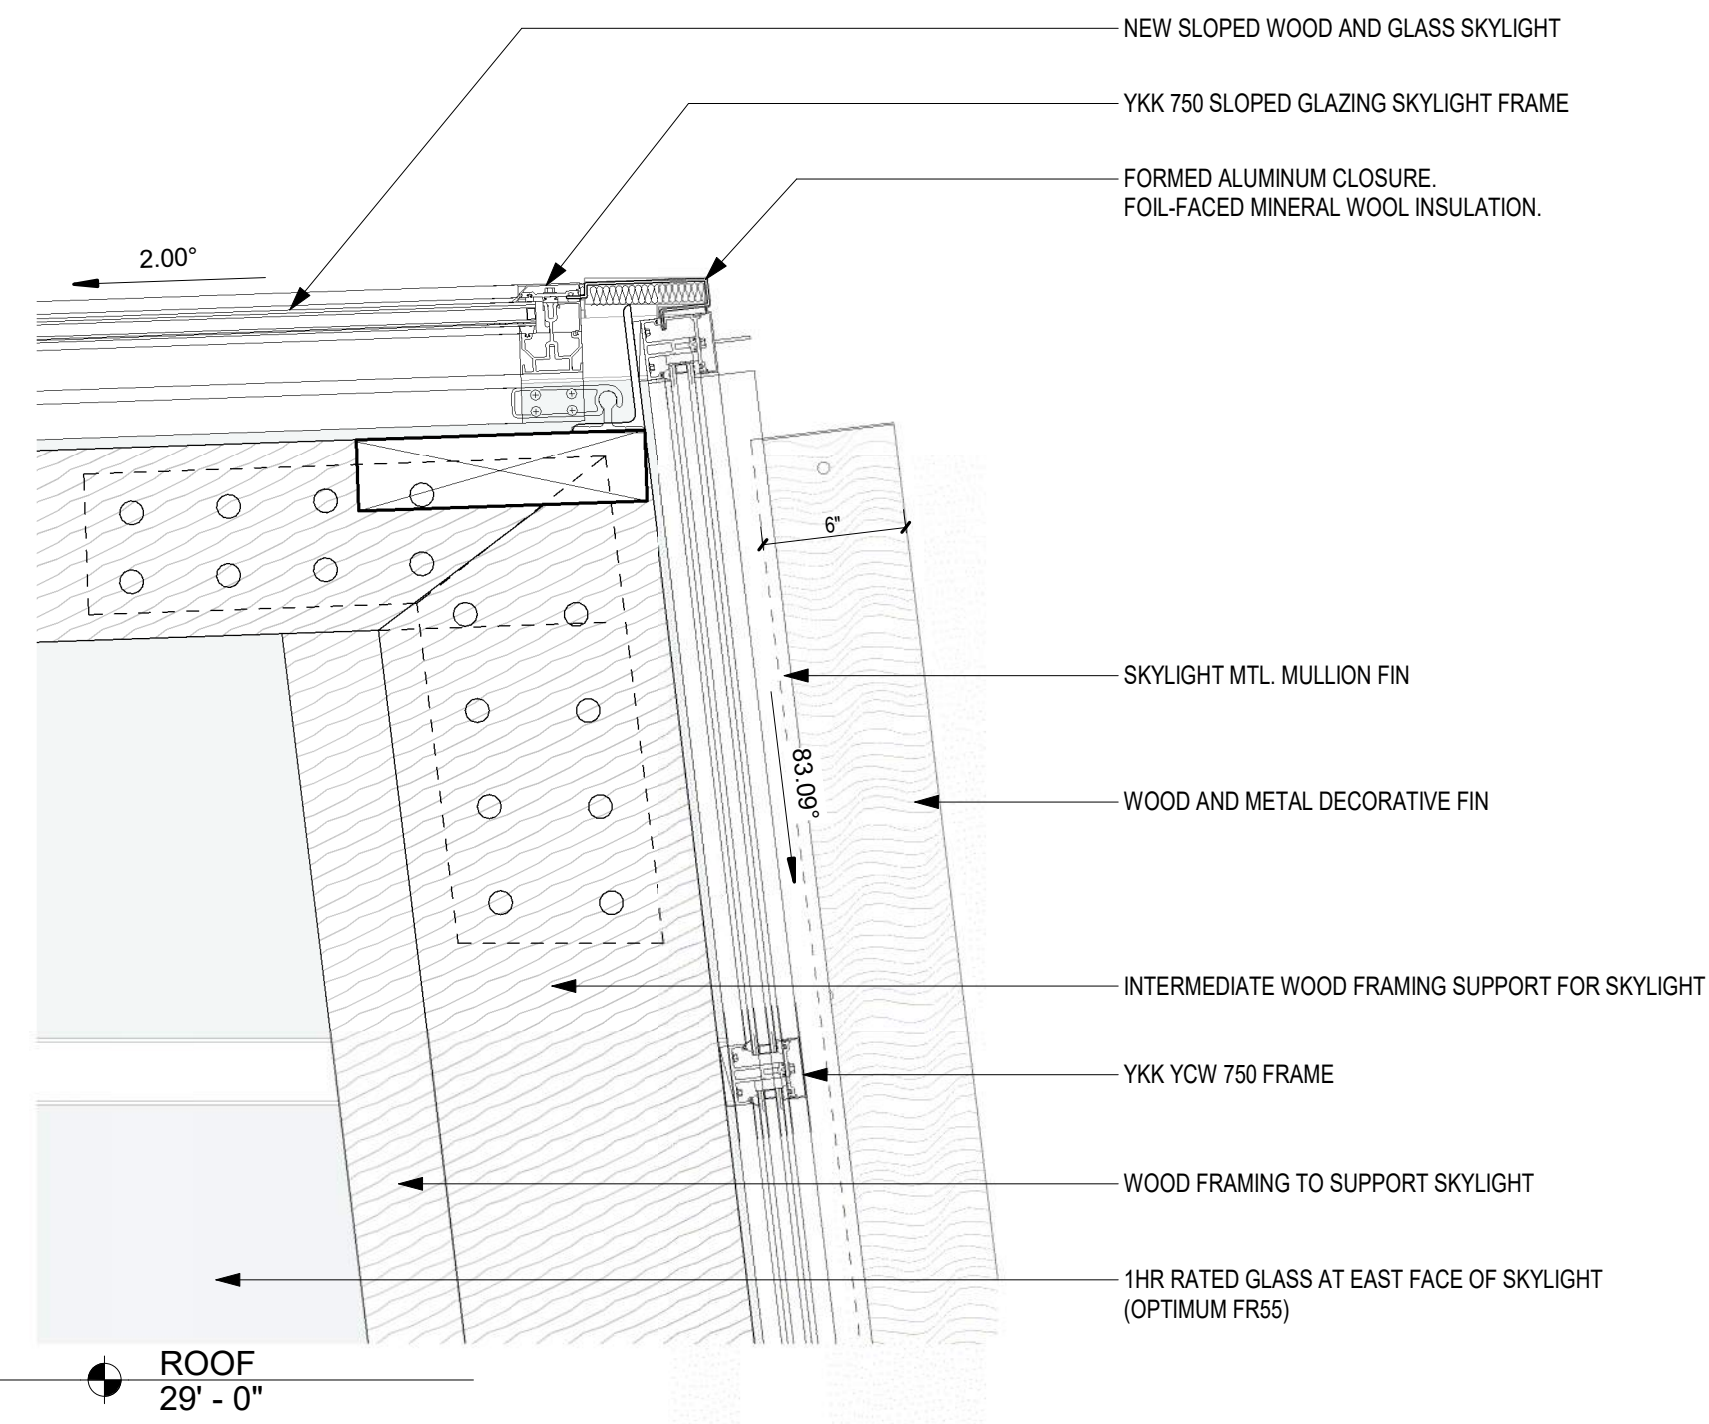 NEW SLOPED WOOD AND GLASS SKYLIGHT
YKK 750 SLOPED GLAZING SKYLIGHT FRAME
FORMED ALUMINUM CLOSURE.
FOIL-FACED MINERAL WOOL INSULATION.
2.00°
6"
SKYLIGHT MTL. MULLION FIN
83.09°
WOOD AND METAL DECORATIVE FIN
INTERMEDIATE WOOD FRAMING SUPPORT FOR SKYLIGHT
YKK YCW 750 FRAME
WOOD FRAMING TO SUPPORT SKYLIGHT
1HR RATED GLASS AT EAST FACE OF SKYLIGHT
(OPTIMUM FR55)
ROOF
29' - 0"